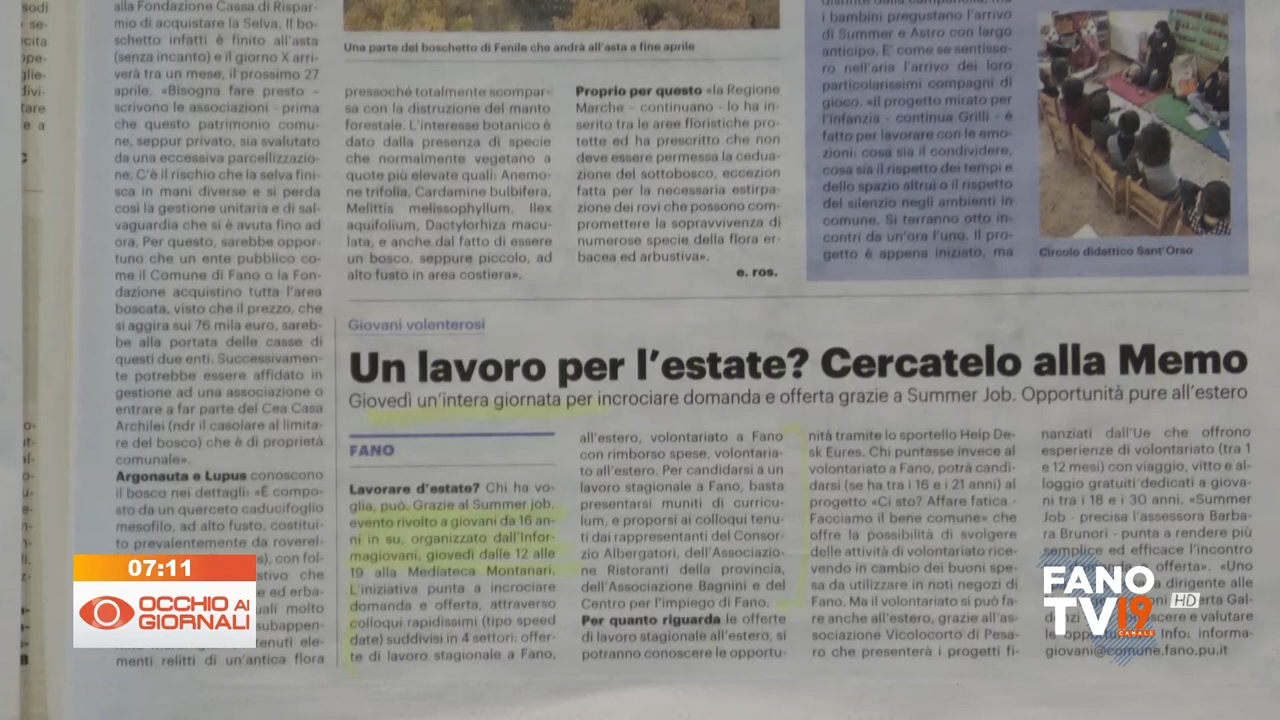 sodi
se-
cita
ope-
glie-
divi-
tare
e a
alla Fondazione Cassa di Rispar-
mio di acquistare la Selva. Il bo-
schetto infatti è finito all'asta
(senza incanto) e il giorno X arri-
verà tra un mese, il prossimo 27
aprile. «Bisogna fare presto –
scrivono le associazioni - prima
che questo patrimonio comu-
ne, seppur privato, sia svalutato
da una eccessiva parcellizzazio-
ne. C'è il rischio che la selva fini-
sca in mani diverse e si perda
così la gestione unitaria e di sal-
vaguardia che si è avuta fino ad
ora. Per questo, sarebbe oppor-
tuno che un ente pubblico co-
me il Comune di Fano o la Fon-
dazione acquistino tutta l'area
boscata, visto che il prezzo, che
si aggira sui 76 mila euro, sareb-
be alla portata delle casse di
questi due enti. Successivamen-
te potrebbe essere affidato in
gestione ad una associazione o
entrare a far parte del Cea Casa
Archilei (ndr il casolare al limita-
re del bosco) che è di proprietà
comunale».
Argonauta e Lupus conoscono
il bosco nei dettagli: «È compo-
sto da un querceto caducifoglio
mesofilo, ad alto fusto, costitui-
to prevalentemente da roverel-
con fol-
stivo che
ed erba-
uali molto
subappen-
tenuti ele-
menti relitti di un'antica flora
Una parte del boschetto di Fenile che andrà all'asta a fine aprile
pressoché totalmente scompar-
sa con la distruzione del manto
forestale. L'interesse botanico è
dato dalla presenza di specie
che normalmente vegetano a
quote più elevate quali: Anemo-
ne trifolia, Cardamine bulbifera,
Melittis melissophyllum, Ilex
aquifolium, Dactylorhiza macu-
lata, e anche dal fatto di essere
un bosco, seppure piccolo, ad
alto fusto in area costiera».
Proprio per questo «la Regione
Marche - continuano - lo ha in-
serito tra le aree floristiche pro-
tette ed ha prescritto che non
deve essere permessa la cedua-
zione del sottobosco, eccezion
fatta per la necessaria estirpa-
zione dei rovi che possono com-
promettere la sopravvivenza di
numerose specie della flora er-
bacea ed arbustiva».
e. ros.
i bambini pregustano l'arrivo
di Summer e Astro con largo
anticipo. E' come se sentisse-
ro nell'aria l'arrivo dei loro
particolarissimi compagni di
gioco. «Il progetto mirato per
l'infanzia - continua Grilli - è
fatto per lavorare con le emo-
zioni: cosa sia il condividere,
cosa sia il rispetto dei tempi e
dello spazio altrui o il rispetto
del silenzio negli ambienti in
comune. Si terranno otto in-
contri da un'ora l'uno. Il pro-
getto è appena iniziato, ma
Circolo didattico Sant'Orso
Giovani volenterosi
Un lavoro per l'estate? Cercatelo alla Memo
Giovedì un'intera giornata per incrociare domanda e offerta grazie a Summer Job. Opportunità pure all'estero
FANO
Lavorare d'estate? Chi ha vo-
glia, può. Grazie al Summer job,
evento rivolto a giovani da 16 an-
ni in su, organizzato dall'Infor-
magiovani, giovedì dalle 12 alle
19 alla Mediateca Montanari.
L'iniziativa punta a incrociare
domanda e offerta, attraverso
colloqui rapidissimi (tipo speed
date) suddivisi in 4 settori: offer-
te di lavoro stagionale a Fano,
all'estero, volontariato a Fano
con rimborso spese, volontaria-
to all'estero. Per candidarsi a un
lavoro stagionale a Fano, basta
presentarsi muniti di curricu-
lum, e proporsi ai colloqui tenu-
ti dai rappresentanti del Consor-
zio Albergatori, dell'Associazio-
ne Ristoranti della provincia,
dell'Associazione Bagnini e del
Centro per l'impiego di Fano.
Per quanto riguarda le offerte
di lavoro stagionale all'estero, si
potranno conoscere le opportu-
nità tramite lo sportello Help De-
sk Eures. Chi puntasse invece al
volontariato a Fano, potrà candi-
darsi (se ha tra i 16 e i 21 anni) al
progetto «Ci sto? Affare fatica -
Facciamo il bene comune» che
offre la possibilità di svolgere
delle attività di volontariato rice-
vendo in cambio dei buoni spe-
sa da utilizzare in noti negozi di
Fano. Ma il volontariato si può fa-
re anche all'estero, grazie all'as-
sociazione Vicolocorto di Pesa-
ro che presenterà i progetti fi-
nanziati dall'Ue che offrono
esperienze di volontariato (tra 1
e 12 mesi) con viaggio, vitto e al-
loggio gratuiti dedicati a giova-
ni tra i 18 e i 30 anni. «Summer
Job - precisa l'assessora Barba-
ra Brunori - punta a rendere più
semplice ed efficace l'incontro
offerta». «Uno
dirigente alle
erta Gal-
scere e valutare
Info: informa-
giovani@comune.fano.pu.it
07:11
OCCHIO AI
GIORNALI
FANO
TV 19
CANALE
HD